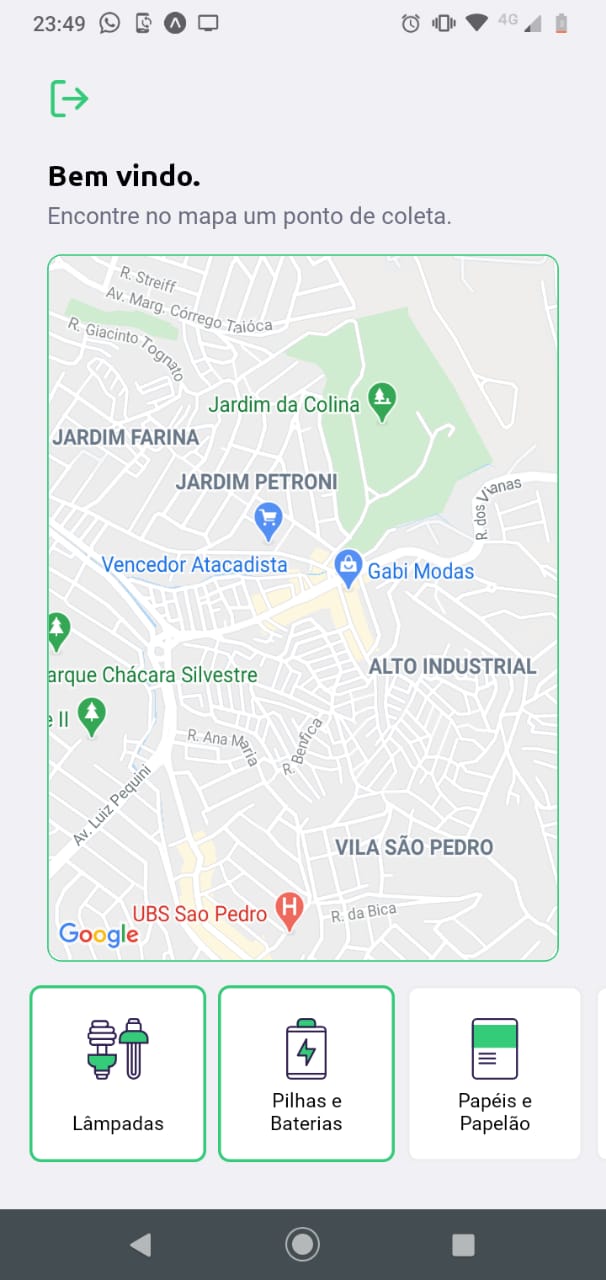 23:49
4G
Bem vindo.
Encontre no mapa um ponto de coleta.
R. Streiff
Av. Marg. Córrego Taióca
R. Giacinto Tognato
Jardim da Colina
JARDIM FARINA
JARDIM PETRONI
R. dos Vianas
Vencedor Atacadista
Gabi Modas
ALTO INDUSTRIAL
arque Chácara Silvestre
e II
R. Ana Maria
R. Benfica
Av. Luiz Pequini
VILA SÃO PEDRO
H
UBS Sao Pedro
R. da Bica
Google
Lâmpadas
Pilhas e
Baterias
Papéis e
Papelão